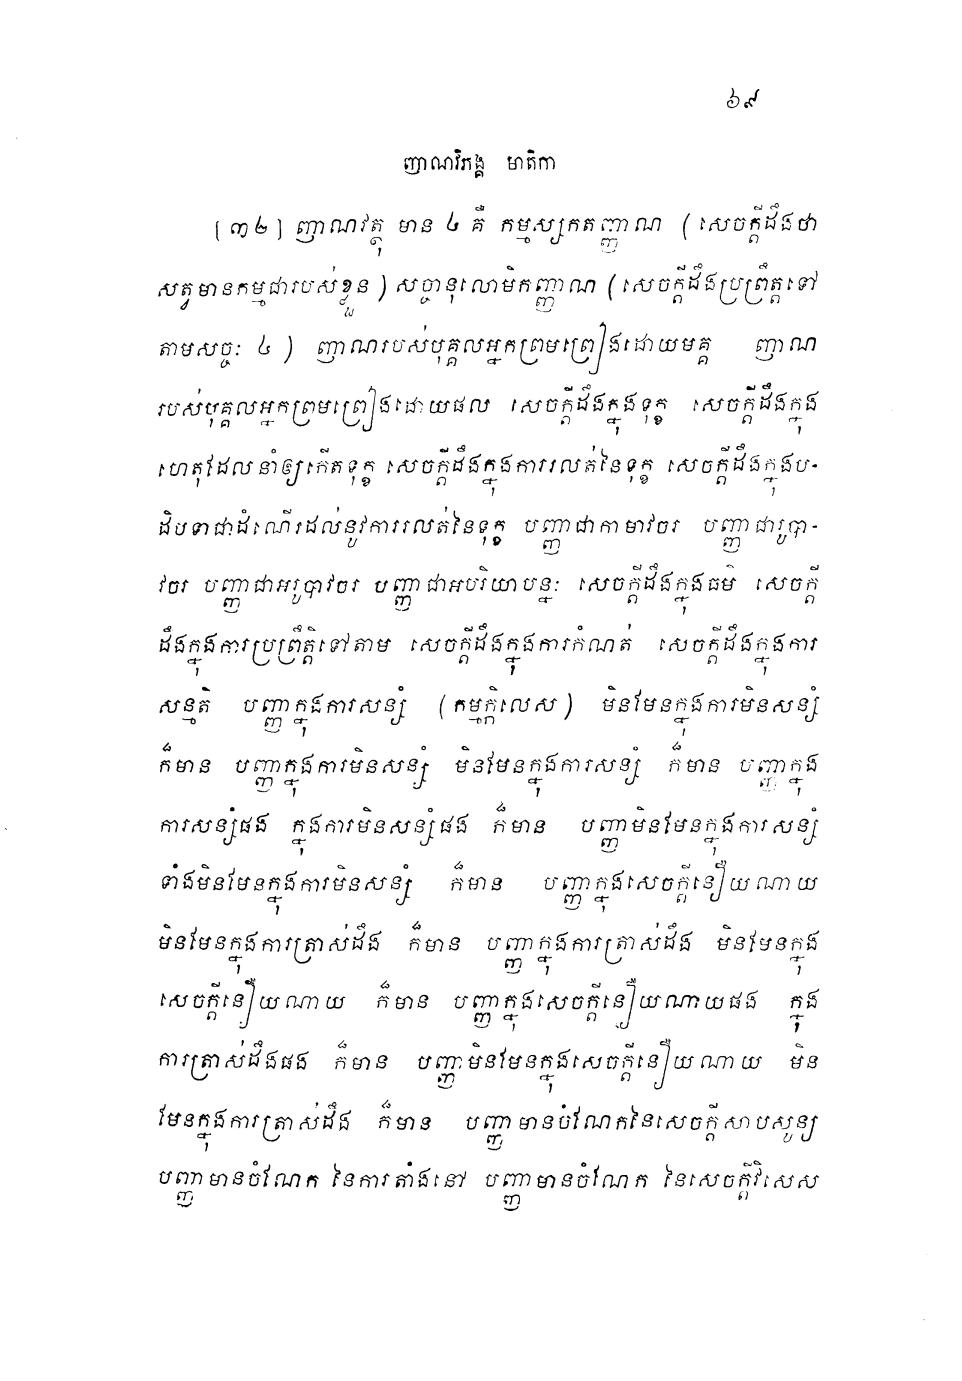 ៦៩
ញាណវិភង្គ មាតិកា
[៣៤] ញាណវត្ថុ មាន ៤ គឺ កម្មស្សកតញ្ញាណ (សេចក្តីដឹងថា
សត្វមានកម្មជារបស់ខ្លួន) សច្ចានុលោមិកញ្ញាណ (សេចក្តីដឹងប្រព្រឹត្តទៅ
តាមសច្ចៈ ៤) ញាណរបស់បុគ្គលអ្នកព្រមព្រៀងដោយមគ្គ ញាណ
របស់បុគ្គលអ្នកព្រមព្រៀងដោយផល សេចក្តីដឹងក្នុងទុក្ខ សេចក្តីដឹងក្នុង
ហេតុដែលនាំឲ្យកើតទុក្ខ សេចក្តីដឹងក្នុងការរលត់នៃទុក្ខ សេចក្តីដឹងក្នុងប-
ដិបទាជាដំណើរដល់នូវការរលត់នៃទុក្ខ បញ្ញាជាកាមាវចរ បញ្ញាជារូបា-
វចរ បញ្ញាជាអរូបាវចរ បញ្ញាជាអបរិយាបន្នៈ សេចក្តីដឹងក្នុងធម៌ សេចក្តី
ដឹងក្នុងការប្រព្រឹត្តិទៅតាម សេចក្តីដឹងក្នុងការកំណត់ សេចក្តីដឹងក្នុងការ
សន្មតិ បញ្ញាក្នុងការសន្សំ (កម្មក្តិលេស) មិនមែនក្នុងការមិនសន្សំ
ក៏មាន បញ្ញាក្នុងការមិនសន្សំ មិនមែនក្នុងការសន្សំ ក៏មាន បញ្ញាក្នុង
ការសន្សំផង ក្នុងការមិនសន្សំផង ក៏មាន បញ្ញាមិនមែនក្នុងការសន្សំ
ទាំងមិនមែនក្នុងការមិនសន្សំ ក៏មាន បញ្ញាក្នុងសេចក្តីនឿយណាយ
មិនមែនក្នុងការត្រាស់ដឹង ក៏មាន បញ្ញាក្នុងការត្រាស់ដឹង មិនមែនក្នុង
សេចក្តីនឿយណាយ ក៏មាន បញ្ញាក្នុងសេចក្តីនឿយណាយផង ក្នុង
ការត្រាស់ដឹងផង ក៏មាន បញ្ញាមិនមែនក្នុងសេចក្តីនឿយណាយ មិន
មែនក្នុងការត្រាស់ដឹង ក៏មាន បញ្ញាមានចំណែកនៃសេចក្តីសាបសូន្យ
បញ្ញាមានចំណែក នៃការតាំងនៅ បញ្ញាមានចំណែក នៃសេចក្តីវិសេស